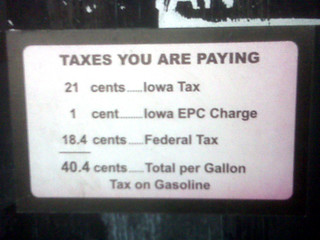 TAXES YOU ARE PAYING
21 cents.....Iowa Tax
1 cent.....Iowa EPC Charge
18.4 cents.....Federal Tax
40.4 cents.....Total per Gallon
Tax on Gasoline